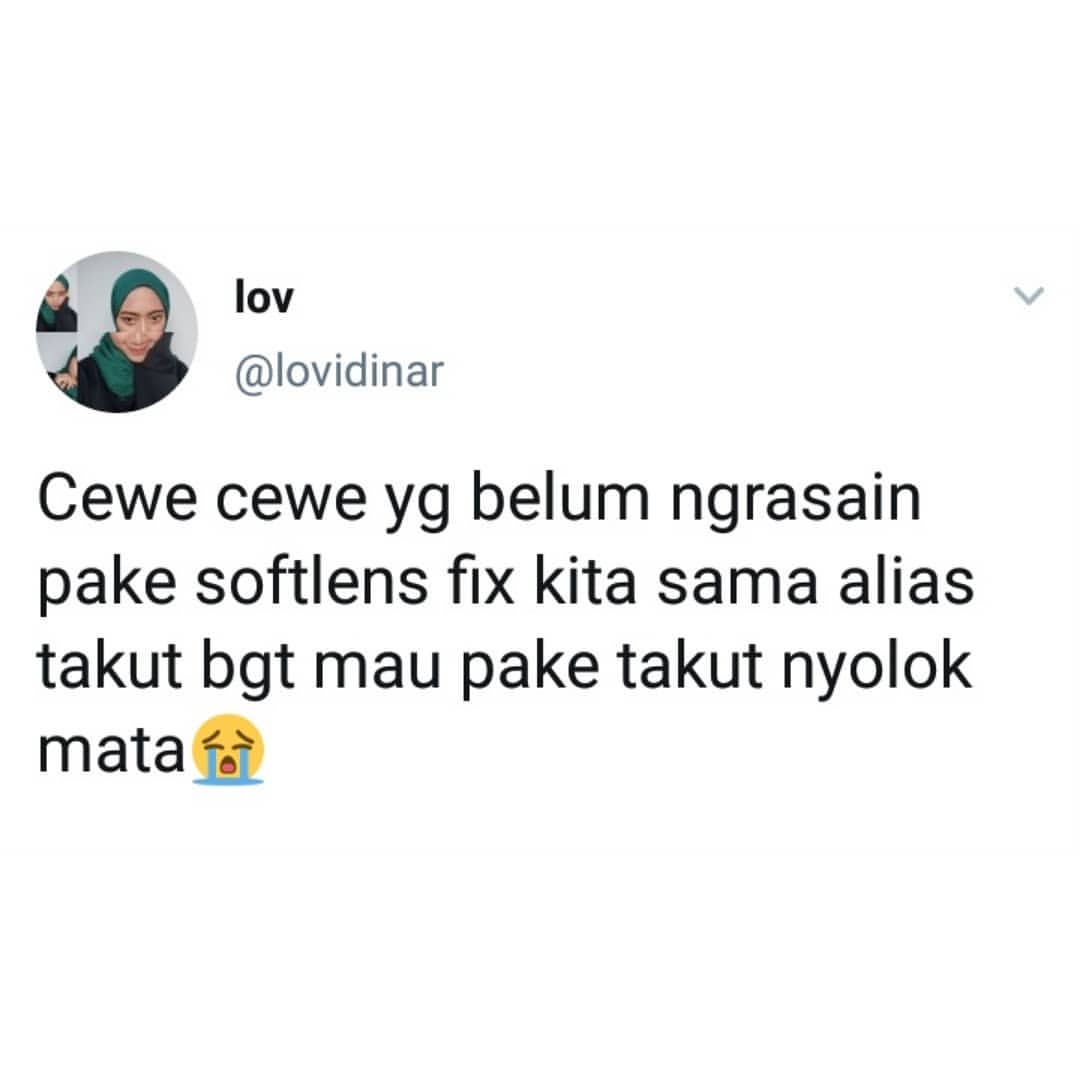 lov
@lovidinar
Cewe cewe yg belum ngrasain
pake softlens fix kita sama alias
takut bgt mau pake takut nyolok
mata😭